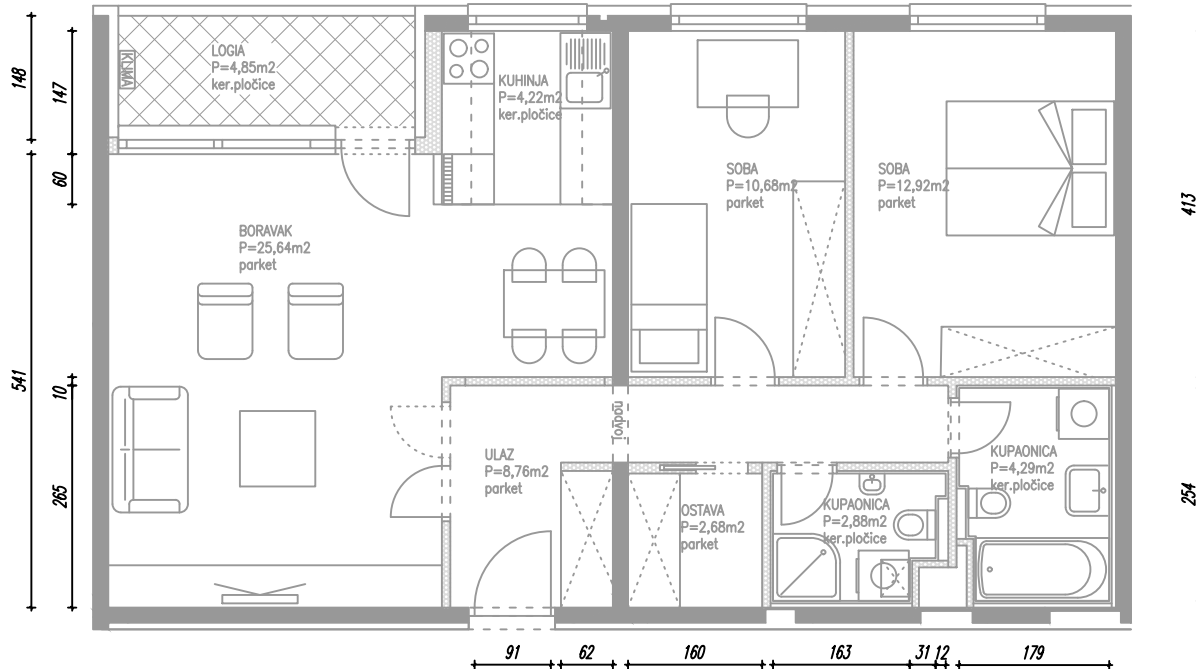 LOGIA
P=4,85m2
ker.pločice
KLIMA
KUHINJA
P=4,22m2
ker.pločice
SOBA
P=10,68m2
parket
SOBA
P=12,92m2
parket
BORAVAK
P=25,64m2
parket
ULAZ
P=8,76m2
parket
nadvoj
OSTAVA
P=2,68m2
parket
KUPAONICA
P=2,88m2
ker.pločice
KUPAONICA
P=4,29m2
ker.pločice
148
147
60
541
10
265
413
254
91
62
160
163
31
12
179